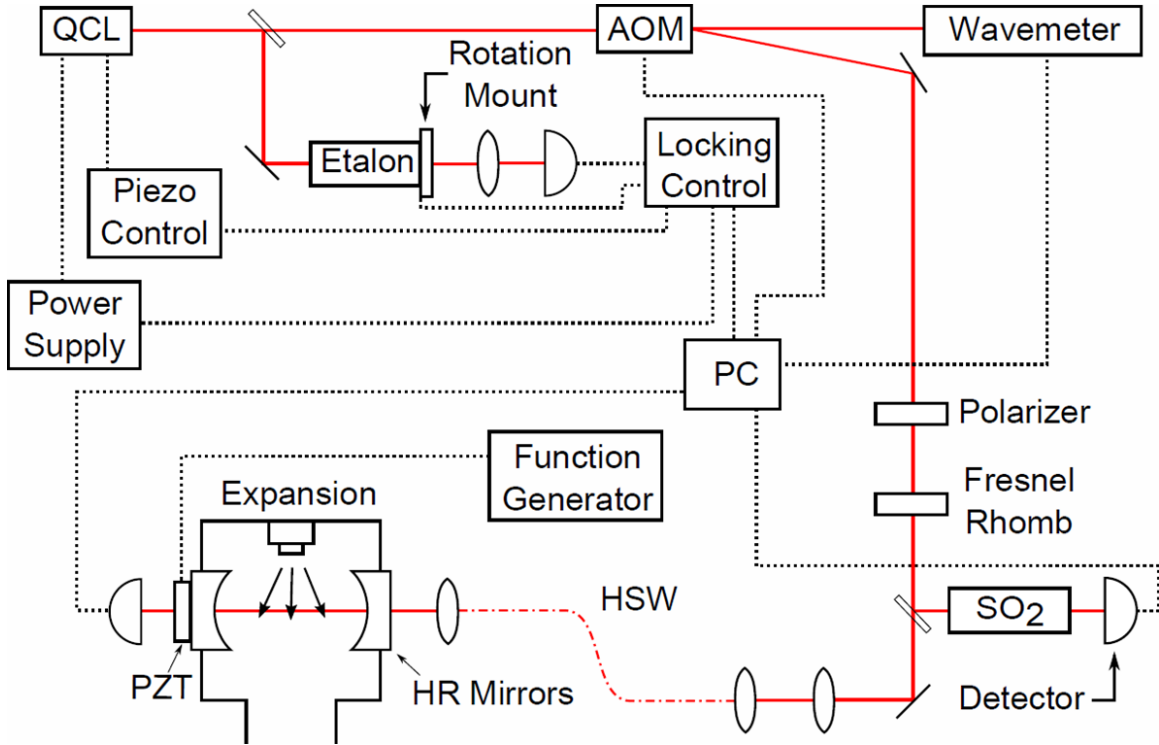 QCL
AOM
Wavemeter
Rotation
Mount
Etalon
Locking
Control
Piezo
Control
Power
Supply
PC
Polarizer
Function
Generator
Fresnel
Rhomb
Expansion
HSW
SO2
PZT
HR Mirrors
Detector